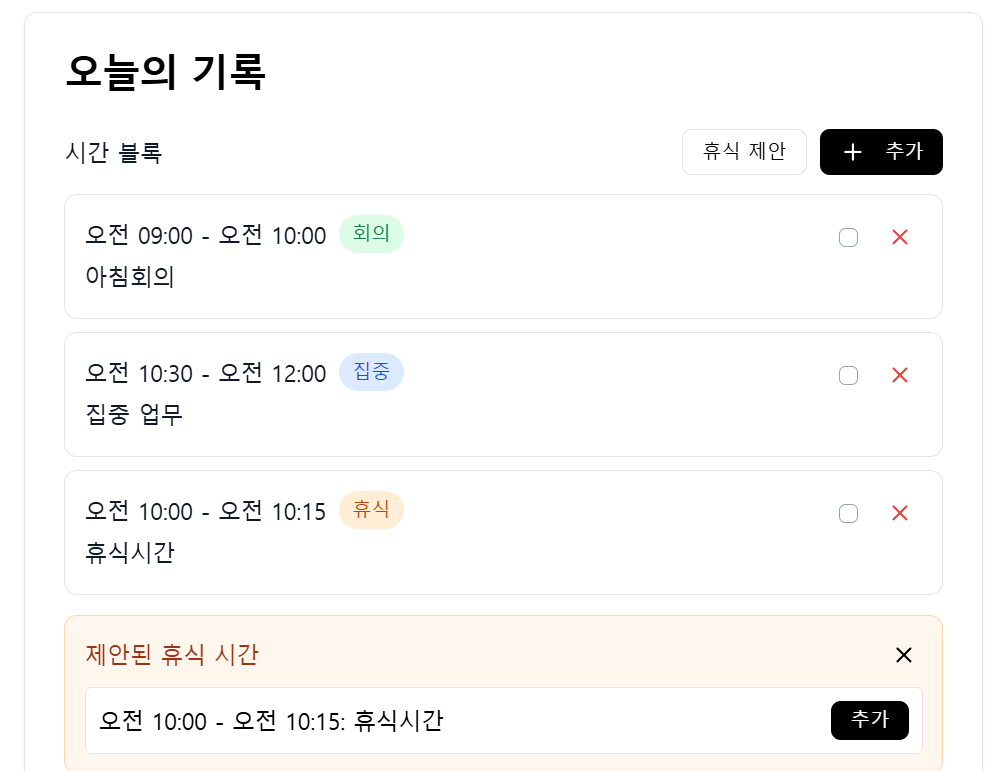 오늘의 기록
시간 블록
휴식 제안
+ 추가
오전 09:00 - 오전 10:00 회의
아침회의
오전 10:30 - 오전 12:00 집중
집중 업무
오전 10:00 - 오전 10:15 휴식
휴식시간
제안된 휴식 시간
오전 10:00 - 오전 10:15: 휴식시간
추가